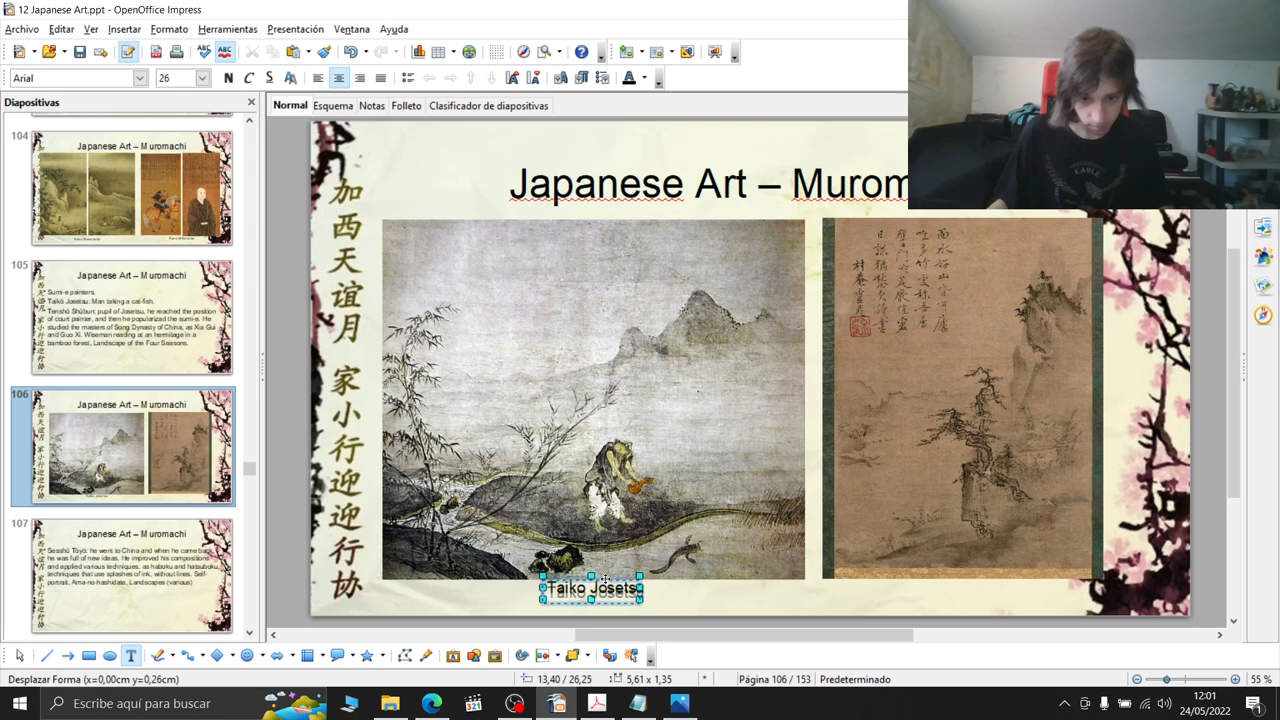 12 Japanese Art.ppt - OpenOffice Impress
Archivo Editar Ver Insertar Formato Herramientas Presentación Ventana Ayuda
Arial 26
Diapositivas
Normal Esquema Notas Folleto Clasificador de diapositivas
104
Japanese Art – Muromachi
105
Japanese Art – Muromachi
Sumi-e painters.
Taikō Josetsu: Man taking a cat-fish.
Tenshō Shūbun: pupil of Josetsu, he reached the position
of court painter, and then he popularized the sumi-e. He
studied the masters of Song Dynasty of China, as Xia Gui
and Guo Xi. Wiseman reading at an hermitage in a
bamboo forest, Landscape of the Four Seasons.
106
Japanese Art – Muromachi
107
Japanese Art – Muromachi
Sesshū Tōyō: he went to China and when he came back
he was full of new ideas. He improved his compositions
and applied various techniques, as haboku and hatsuboku,
techniques that use splashes of ink, without lines. Self-
portrait, Ama-no-hashidate, Landscapes (various)
Japanese Art – Murom
加西天谊月
家小行迎迎行协
EAGLE
Taiko Josets
Desplazar Forma (x=0,00cm y=0,26cm)
13,40 / 26,25
5,61 x 1,35
*
Página 106 / 153
Predeterminado
55 %
Escribe aquí para buscar
321
12:01
24/05/2022
1